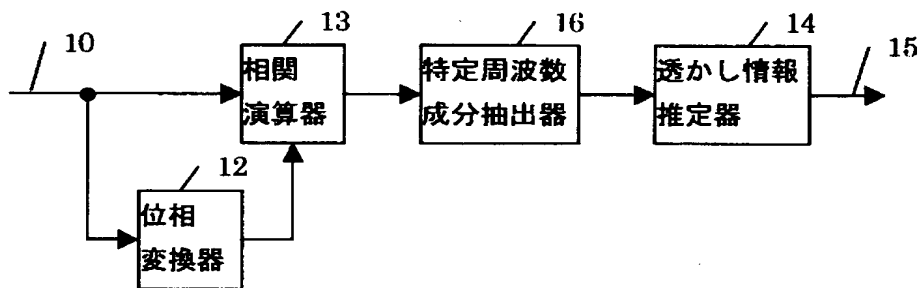 10
13
相関
演算器
16
特定周波数
成分抽出器
14
透かし情報
推定器
15
12
位相
変換器